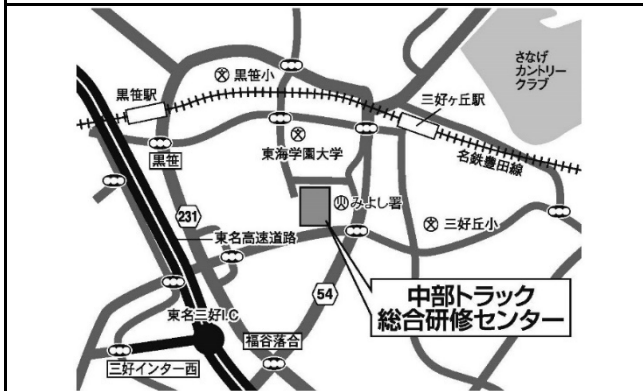 さなげ
カントリー
クラブ
黒笹小
黒笹駅
三好ヶ丘駅
東海学園大学
名鉄豊田線
黒笹
みよし署
三好丘小
231
東名高速道路
54
中部トラック
総合研修センター
東名三好I.C
福谷落合
三好インター西